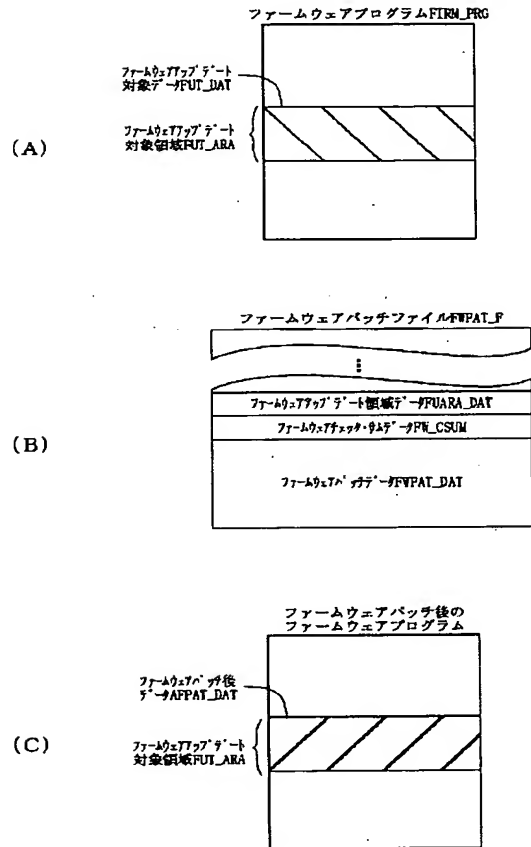 ファームウェアプログラムFIRM_PRG
ファームウェアアップデート
対象データFUT_DAT
(A)
ファームウェアアップデート
対象領域FUT_ARA
ファームウェアパッチファイルFWPAT_F
ファームウェアアップデート領域データFUARA_DAT
ファームウェアチェック・サムデータFW_CSUM
(B)
ファームウェアパッチデータFWPAT_DAT
ファームウェアパッチ後の
ファームウェアプログラム
ファームウェアパッチ後
データAFPAT_DAT
(C)
ファームウェアアップデート
対象領域FUT_ARA